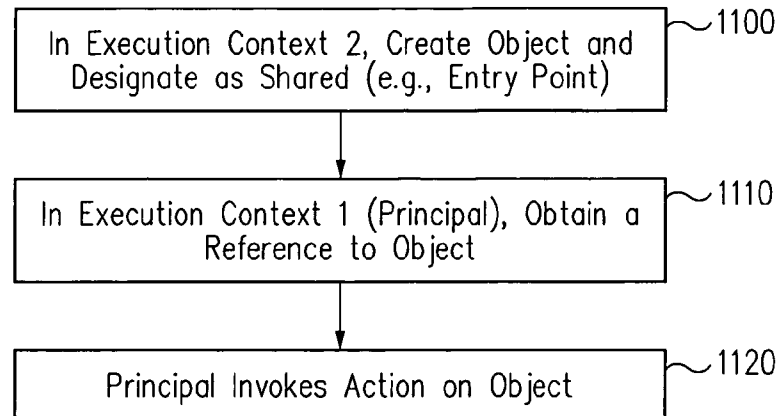 In Execution Context 2, Create Object and
Designate as Shared (e.g., Entry Point)
1100
In Execution Context 1 (Principal), Obtain a
Reference to Object
1110
Principal Invokes Action on Object
1120